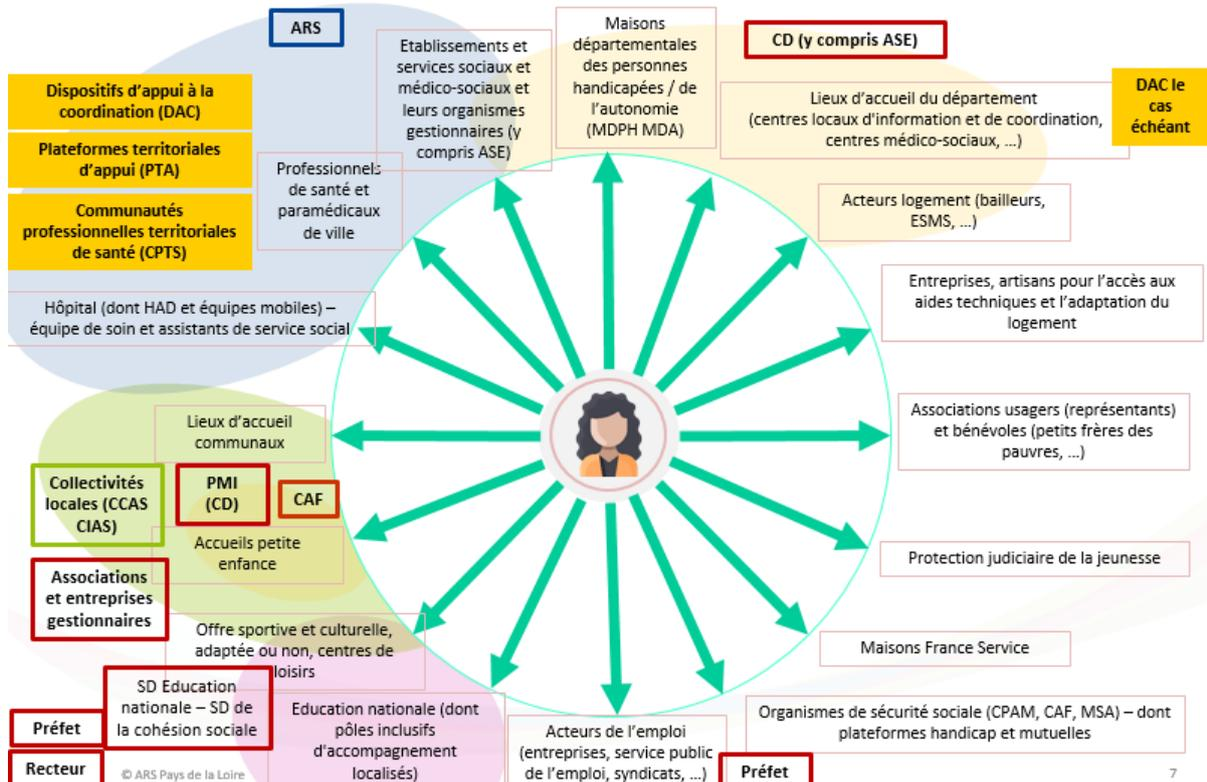 ARS
Etablissements et
services sociaux et
médico-sociaux et
leurs organismes
gestionnaires (y
compris ASE)
Maisons
départementales
des personnes
handicapées / de
l'autonomie
(MDPH MDA)
CD (y compris ASE)
Lieux d'accueil du département
(centres locaux d'information et de coordination,
centres médico-sociaux, ...)
DAC le
cas
échéant
Dispositifs d'appui à la
coordination (DAC)
Plateformes territoriales
d'appui (PTA)
Communautés
professionnelles territoriales
de santé (CPTS)
Professionnels
de santé et
paramédicaux
de ville
Acteurs logement (bailleurs,
ESMS, ...)
Hôpital (dont HAD et équipes mobiles) –
équipe de soin et assistants de service social
Entreprises, artisans pour l'accès aux
aides techniques et l'adaptation du
logement
Lieux d'accueil
communaux
Associations usagers (représentants)
et bénévoles (petits frères des
pauvres, ...)
Collectivités
locales (CCAS
CIAS)
PMI
(CD)
CAF
Accueils petite
enfance
Protection judiciaire de la jeunesse
Associations
et entreprises
gestionnaires
Offre sportive et culturelle,
adaptée ou non, centres de
loisirs
Maisons France Service
SD Education
nationale – SD de
la cohésion sociale
Préfet
Recteur
Education nationale (dont
pôles inclusifs
d'accompagnement
localisés)
Acteurs de l'emploi
(entreprises, service public
de l'emploi, syndicats, ...)
Organismes de sécurité sociale (CPAM, CAF, MSA) – dont
plateformes handicap et mutuelles
Préfet
© ARS Pays de la Loire
7